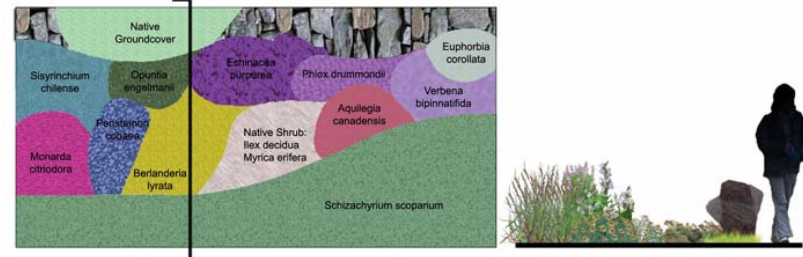 Native
Groundcover
Euphorbia
corollata
Sisyrinchium
chilense
Opuntia
engelmanii
Echinacea
purpurea
Phlox drummondii
Verbena
bipinnatifida
Penstemon
cobaea
Aquilegia
canadensis
Native Shrub:
Ilex decidua
Myrica erifera
Monarda
citriodora
Berlanderia
lyrata
Schizachyrium scoparium